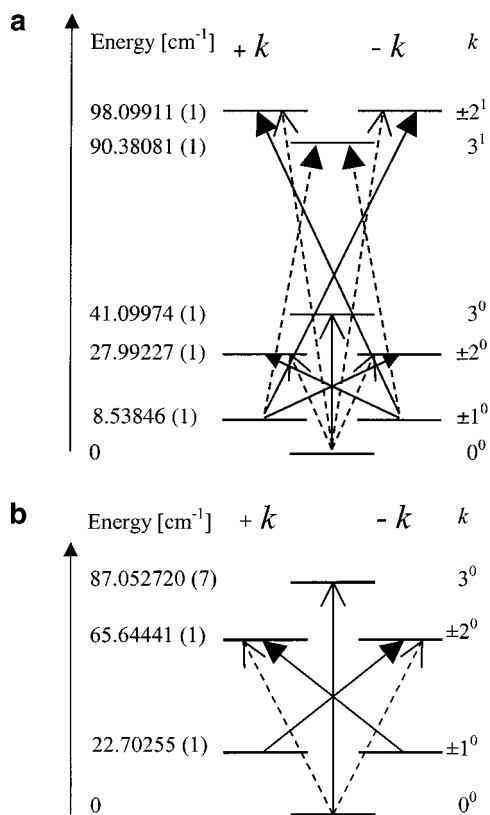 a
Energy [cm⁻¹] + k - k k
98.09911 (1) ±2¹
90.38081 (1) 3¹
41.09974 (1) 3⁰
27.99227 (1) ±2⁰
8.53846 (1) ±1⁰
0 0⁰
b
Energy [cm⁻¹] + k - k k
87.052720 (7) 3⁰
65.64441 (1) ±2⁰
22.70255 (1) ±1⁰
0 0⁰